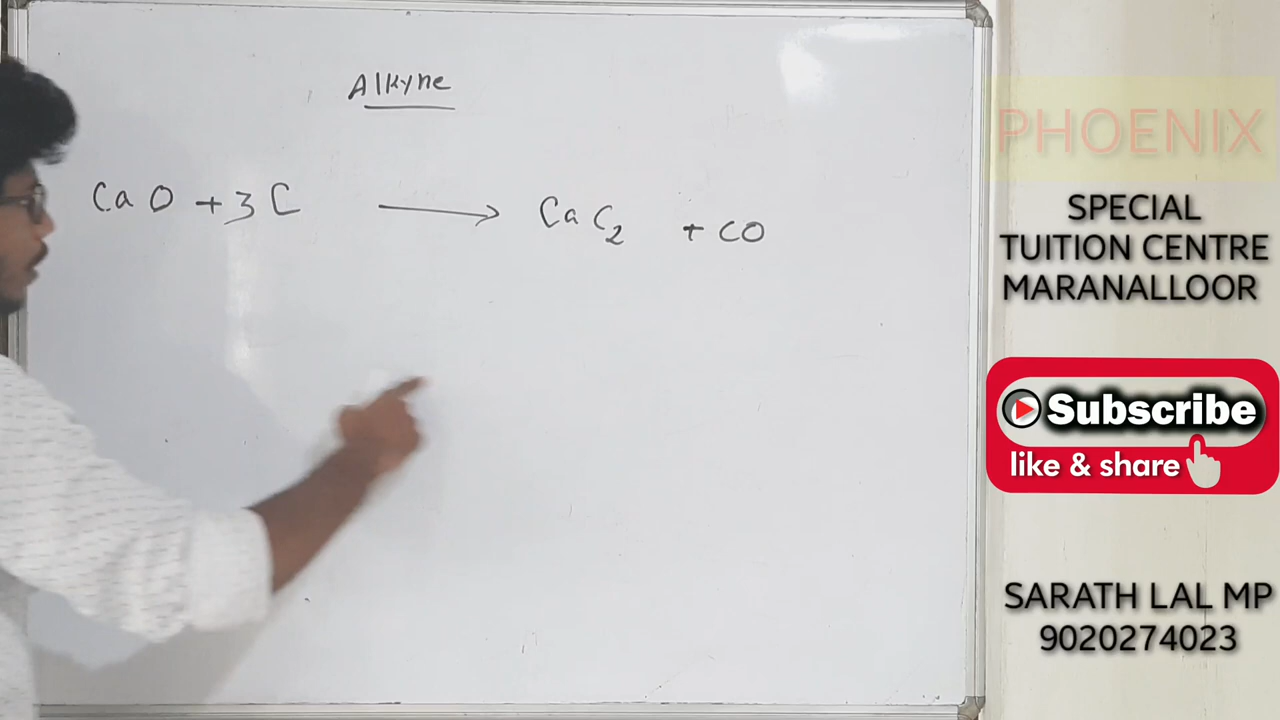 Alkyne
CaO + 3C ⟶ CaC₂ + CO
PHOENIX
SPECIAL
TUITION CENTRE
MARANALLOOR
Subscribe
like & share
SARATH LAL MP
9020274023